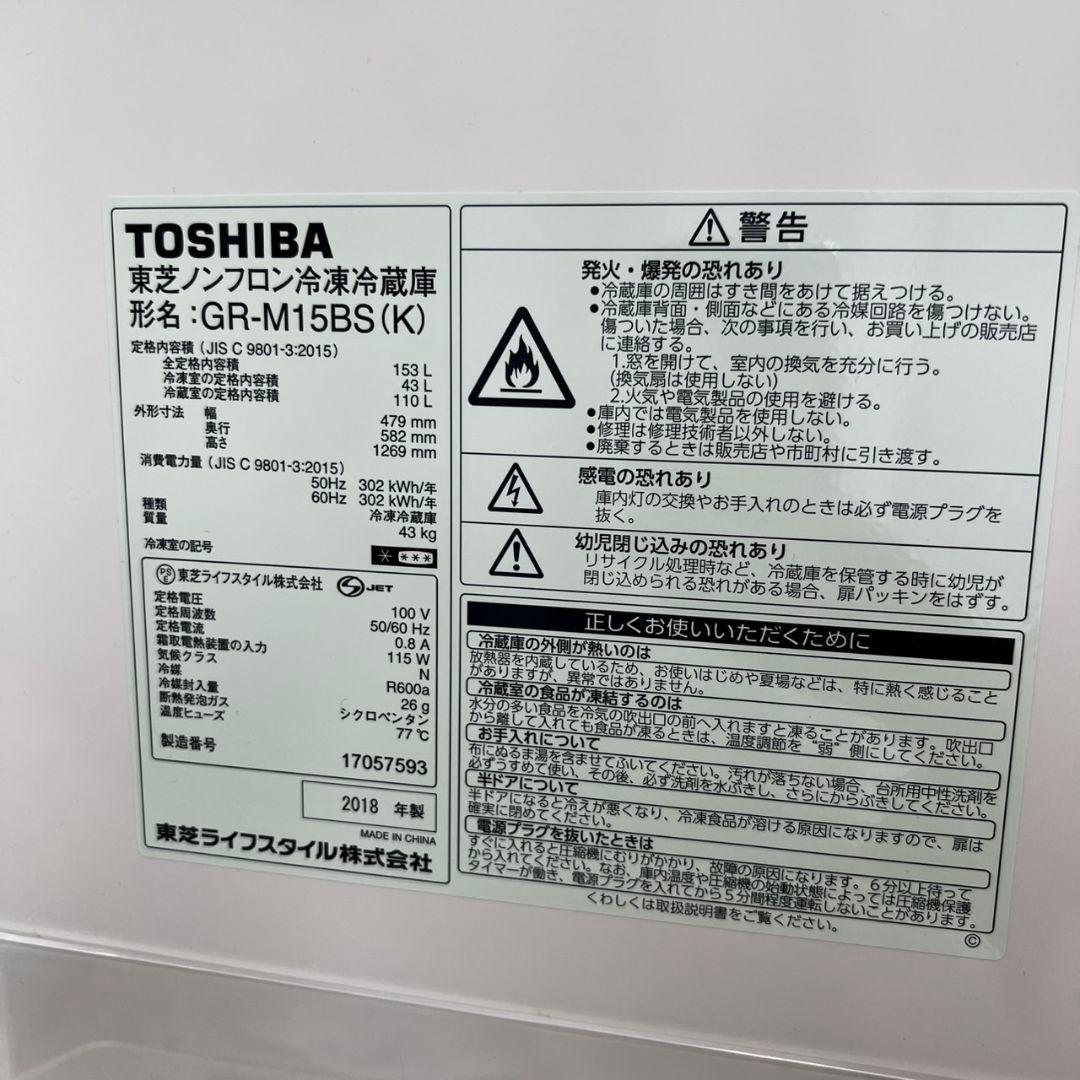 TOSHIBA
東芝ノンフロン冷凍冷蔵庫
形名：GR-M15BS(K)
定格内容積（JIS C 9801-3:2015）
全定格内容積 153 L
冷凍室の定格内容積 43 L
冷蔵室の定格内容積 110 L
外形寸法 幅 479 mm
奥行 582 mm
高さ 1269 mm
消費電力量（JIS C 9801-3:2015）
50Hz 302 kWh/年
60Hz 302 kWh/年
種類 冷凍冷蔵庫
質量 43 kg
冷凍室の記号
PS E 東芝ライフスタイル株式会社 JET
定格電圧 100 V
定格周波数 50/60 Hz
定格電流 0.8 A
霜取電熱装置の入力 115 W
気候クラス N
冷媒 R600a
冷媒封入量 26 g
断熱発泡ガス シクロペンタン
温度ヒューズ 77℃
製造番号 17057593
2018 年製
MADE IN CHINA
東芝ライフスタイル株式会社
警告
発火・爆発の恐れあり
●冷蔵庫の周囲はすき間をあけて据えつける。
●冷蔵庫背面・側面などにある冷媒回路を傷つけない。
傷ついた場合、次の事項を行い、お買い上げの販売店
に連絡する。
1.窓を開けて、室内の換気を充分に行う。
(換気扇は使用しない)
2.火気や電気製品の使用を避ける。
●庫内では電気製品を使用しない。
●修理は修理技術者以外しない。
●廃棄するときは販売店や市町村に引き渡す。
感電の恐れあり
庫内灯の交換やお手入れのときは必ず電源プラグを
抜く。
幼児閉じ込みの恐れあり
リサイクル処理時など、冷蔵庫を保管する時に幼児が
閉じ込められる恐れがある場合、扉パッキンをはずす。
正しくお使いいただくために
冷蔵庫の外側が熱いのは
放熱器を内蔵しているため、お使いはじめや夏場などは、特に熱く感じること
がありますが、異常ではありません。
冷蔵室の食品が凍結するのは
水分の多い食品を冷気の吹出口の前へ入れますと凍ることがあります。吹出口
から離して入れても食品が凍るときは、温度調節を“弱”側にしてください。
お手入れについて
布にぬるま湯を含ませてふいてください。汚れが落ちない場合、台所用中性洗剤を
必ずうすめて使い、その後、必ず洗剤を水ぶきし、さらにからぶきしてください。
半ドアについて
半ドアになると冷えが悪くなり、冷凍食品が溶ける原因になりますので、扉は
確実に閉めてください。
電源プラグを抜いたときは
すぐに入れると圧縮機にむりがかかり、故障の原因になります。6分以上待って
から入れてください。なお、庫内温度や圧縮機の始動状態によっては圧縮機保護
タイマーが働き、電源プラグを入れてから5分間程度運転しないことがあります。
くわしくは取扱説明書をご覧ください。
©